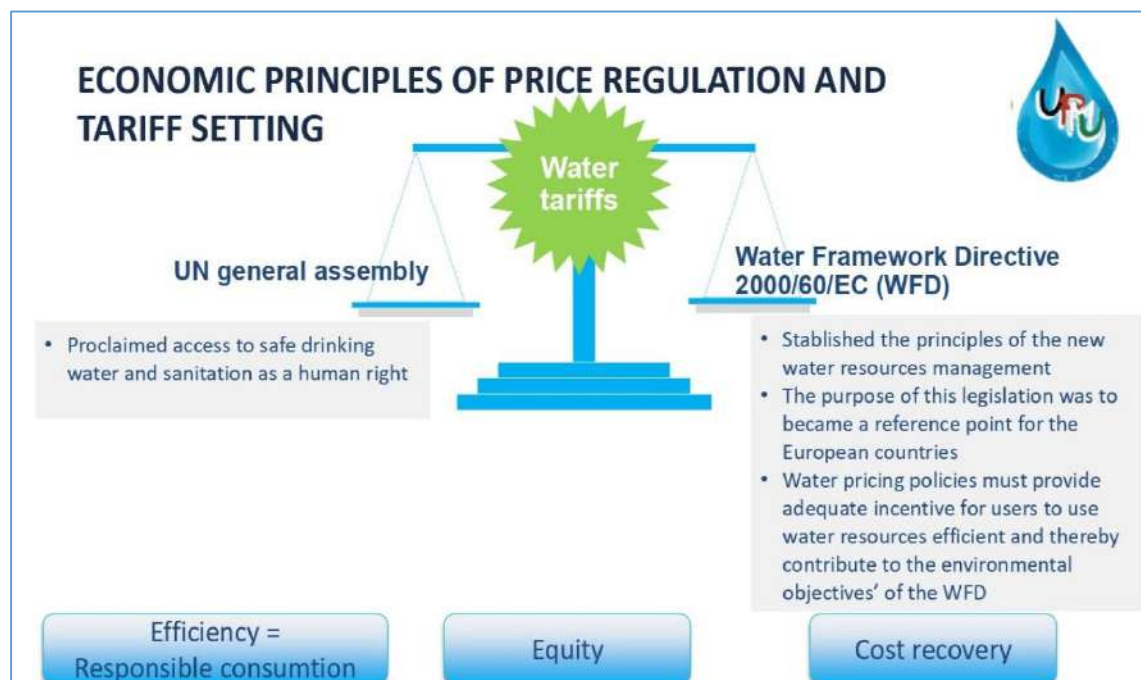 ECONOMIC PRINCIPLES OF PRICE REGULATION AND
TARIFF SETTING
UFMU
Water
tariffs
UN general assembly
Water Framework Directive
2000/60/EC (WFD)
• Proclaimed access to safe drinking
water and sanitation as a human right
• Stablished the principles of the new
water resources management
• The purpose of this legislation was to
became a reference point for the
European countries
• Water pricing policies must provide
adequate incentive for users to use
water resources efficient and thereby
contribute to the environmental
objectives’ of the WFD
Efficiency =
Responsible consumtion
Equity
Cost recovery